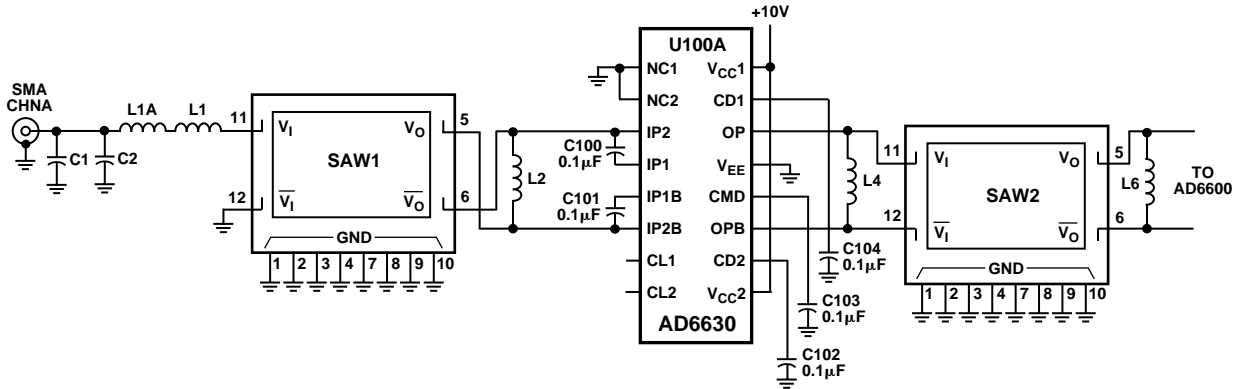 +10V
U100A
SMA
CHNA
L1A
L1
C1
C2
11
12
V_I
V̅_I̅
SAW1
V_O
V̅_O̅
5
6
GND
1 2 3 4 7 8 9 10
L2
C100
0.1µF
C101
0.1µF
NC1
NC2
IP2
IP1
IP1B
IP2B
CL1
CL2
V_CC1
CD1
OP
V_EE
CMD
OPB
CD2
V_CC2
AD6630
C104
0.1µF
C103
0.1µF
C102
0.1µF
L4
11
12
V_I
V̅_I̅
SAW2
V_O
V̅_O̅
5
6
GND
1 2 3 4 7 8 9 10
L6
TO
AD6600